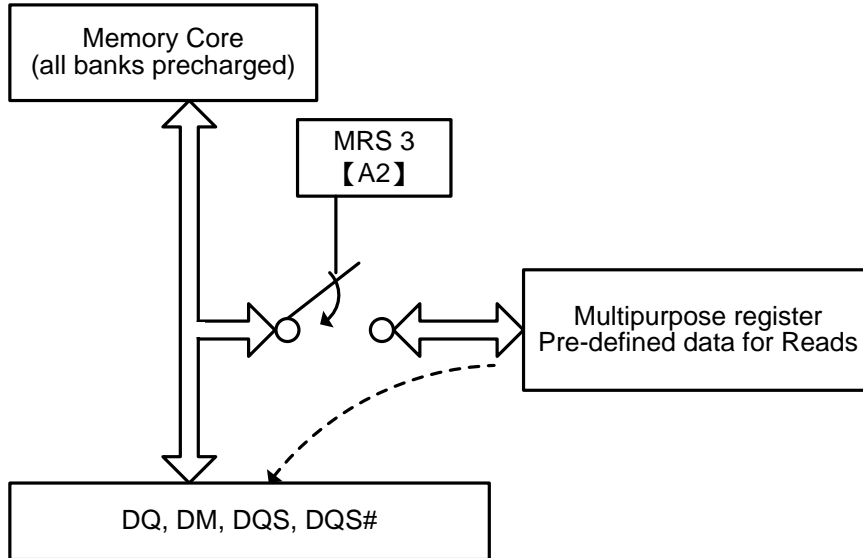 Memory Core
(all banks precharged)
MRS 3
【A2】
Multipurpose register
Pre-defined data for Reads
DQ, DM, DQS, DQS#